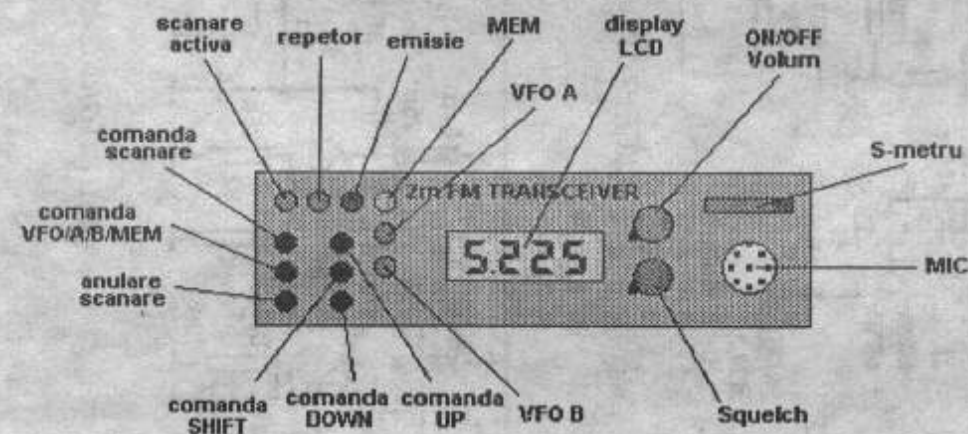 scanare
activa
repetor
emisie
MEM
display
LCD
ON/OFF
Volum
VFO A
comanda
scanare
S-metru
2m FM TRANSCEIVER
comanda
VFO/A/B/MEM
5.225
MIC
anulare
scanare
comanda
SHIFT
comanda
DOWN
comanda
UP
VFO B
Squelch